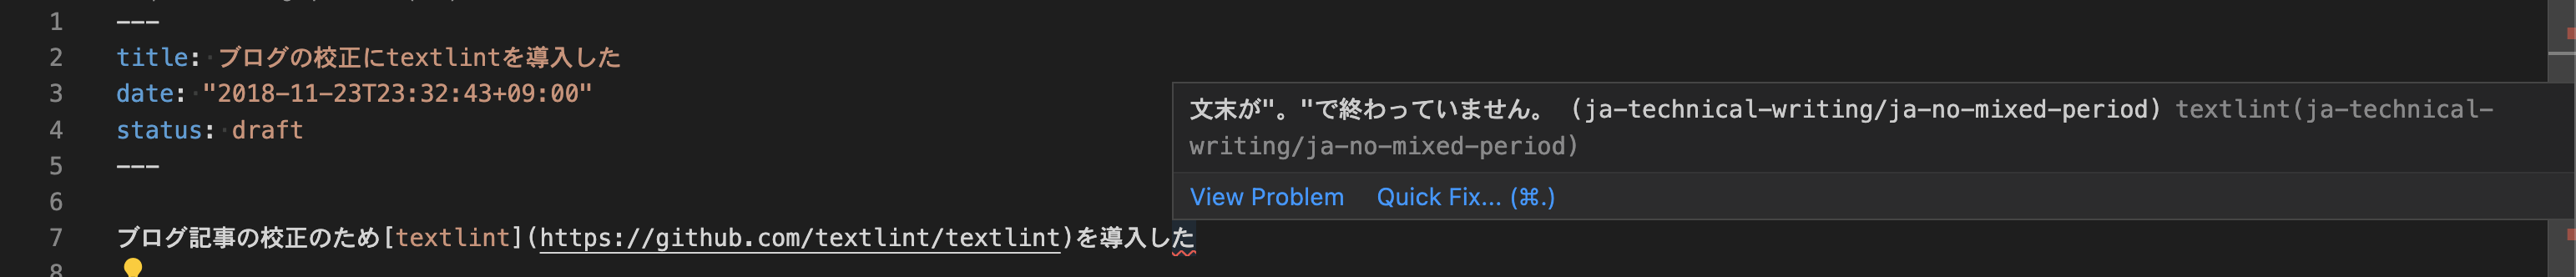 1 ---
2 title: ブログの校正にtextlintを導入した
3 date: "2018-11-23T23:32:43+09:00"
4 status: draft
5 ---
6
7 ブログ記事の校正のため[textlint](https://github.com/textlint/textlint)を導入した
8
文末が"。"で終わっていません。 (ja-technical-writing/ja-no-mixed-period) textlint(ja-technical-
writing/ja-no-mixed-period)
View Problem Quick Fix... (⌘.)